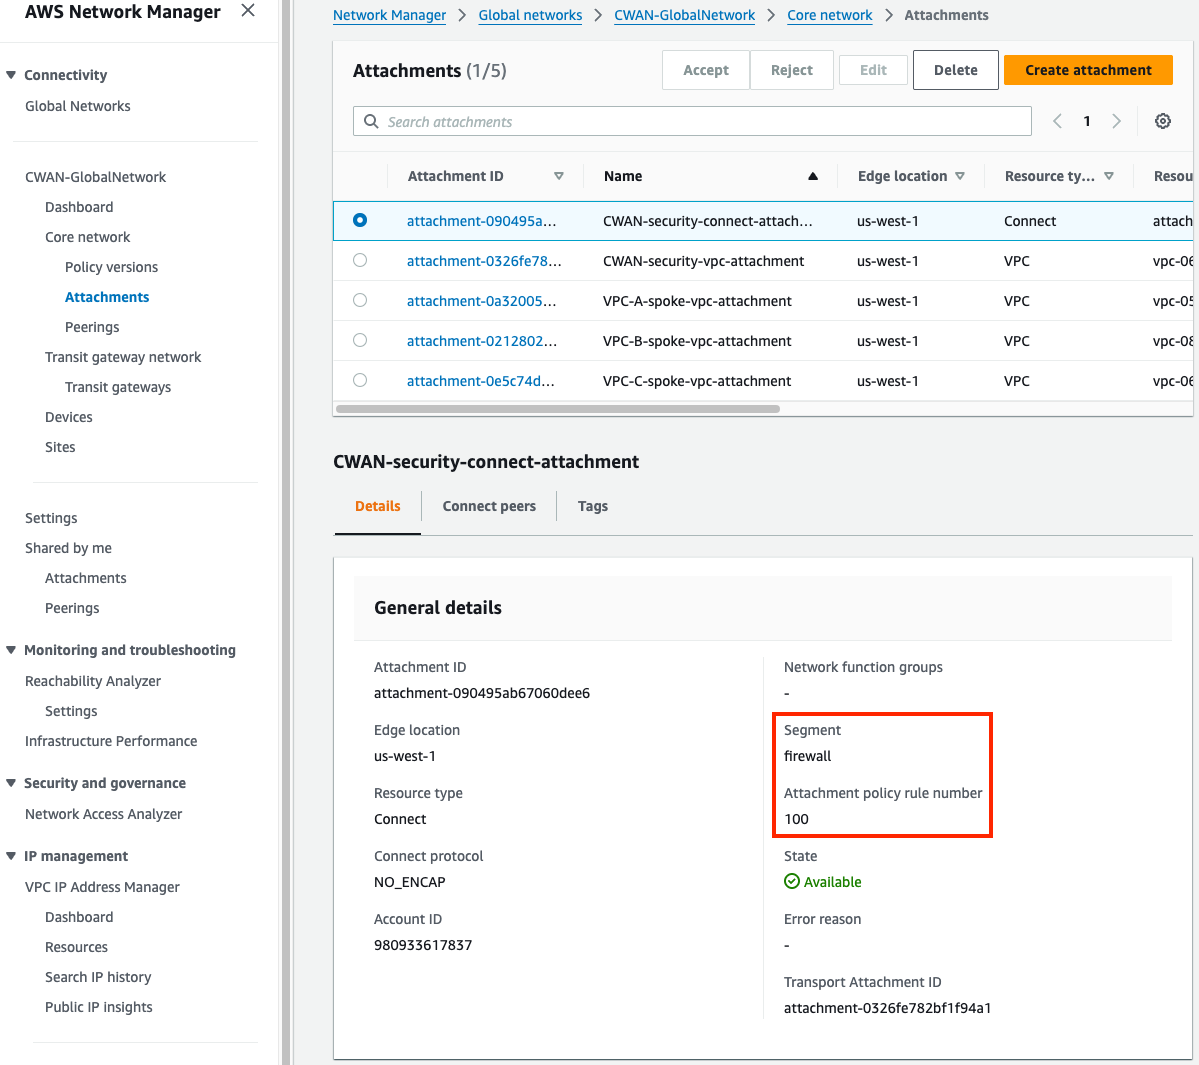 AWS Network Manager
Connectivity
Global Networks
CWAN-GlobalNetwork
Dashboard
Core network
Policy versions
Attachments
Peerings
Transit gateway network
Transit gateways
Devices
Sites
Settings
Shared by me
Attachments
Peerings
Monitoring and troubleshooting
Reachability Analyzer
Settings
Infrastructure Performance
Security and governance
Network Access Analyzer
IP management
VPC IP Address Manager
Dashboard
Resources
Search IP history
Public IP insights
Network Manager > Global networks > CWAN-GlobalNetwork > Core network > Attachments
Attachments (1/5)
Accept Reject Edit Delete Create attachment
Search attachments
1
Attachment ID Name Edge location Resource ty... Resou
attachment-090495a... CWAN-security-connect-attach... us-west-1 Connect attach
attachment-0326fe78... CWAN-security-vpc-attachment us-west-1 VPC vpc-06
attachment-0a32005... VPC-A-spoke-vpc-attachment us-west-1 VPC vpc-05
attachment-0212802... VPC-B-spoke-vpc-attachment us-west-1 VPC vpc-08
attachment-0e5c74d... VPC-C-spoke-vpc-attachment us-west-1 VPC vpc-06
CWAN-security-connect-attachment
Details Connect peers Tags
General details
Attachment ID
attachment-090495ab67060dee6
Edge location
us-west-1
Resource type
Connect
Connect protocol
NO_ENCAP
Account ID
980933617837
Network function groups
-
Segment
firewall
Attachment policy rule number
100
State
Available
Error reason
-
Transport Attachment ID
attachment-0326fe782bf1f94a1